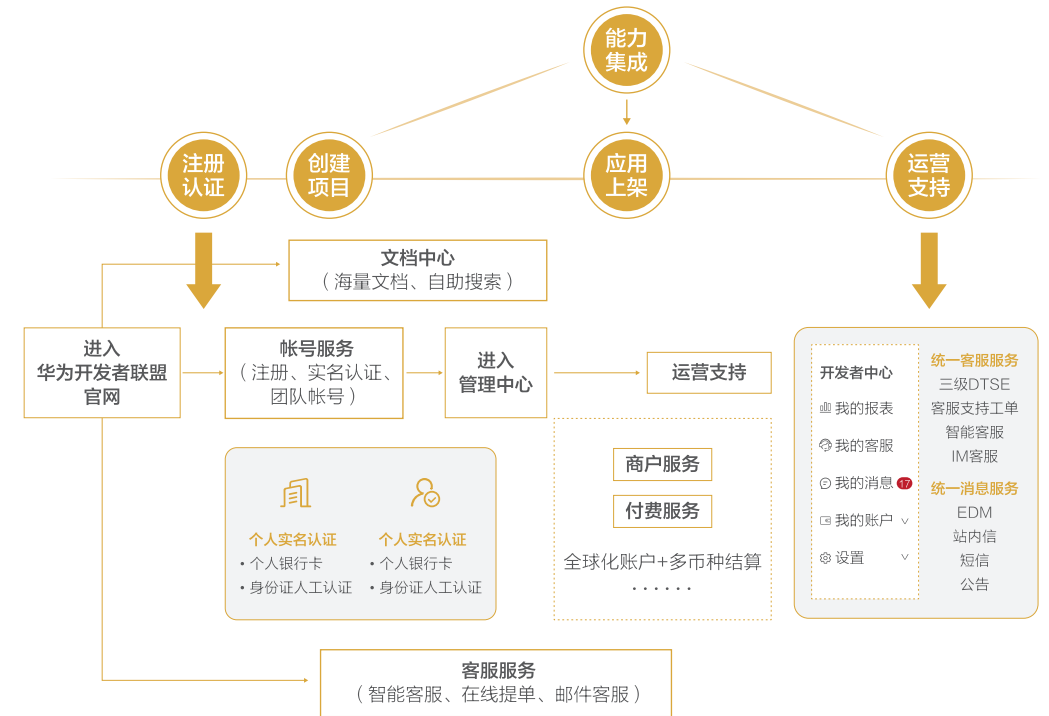 能力
集成
注册
认证
创建
项目
应用
上架
运营
支持
文档中心
（海量文档、自助搜索）
进入
华为开发者联盟
官网
帐号服务
（注册、实名认证、
团队帐号）
进入
管理中心
运营支持
商户服务
付费服务
全球化账户+多币种结算
······
个人实名认证
• 个人银行卡
• 身份证人工认证
个人实名认证
• 个人银行卡
• 身份证人工认证
开发者中心
我的报表
我的客服
我的消息 17
我的账户
设置
统一客服服务
三级DTSE
客服支持工单
智能客服
IM客服
统一消息服务
EDM
站内信
短信
公告
客服服务
（智能客服、在线提单、邮件客服）